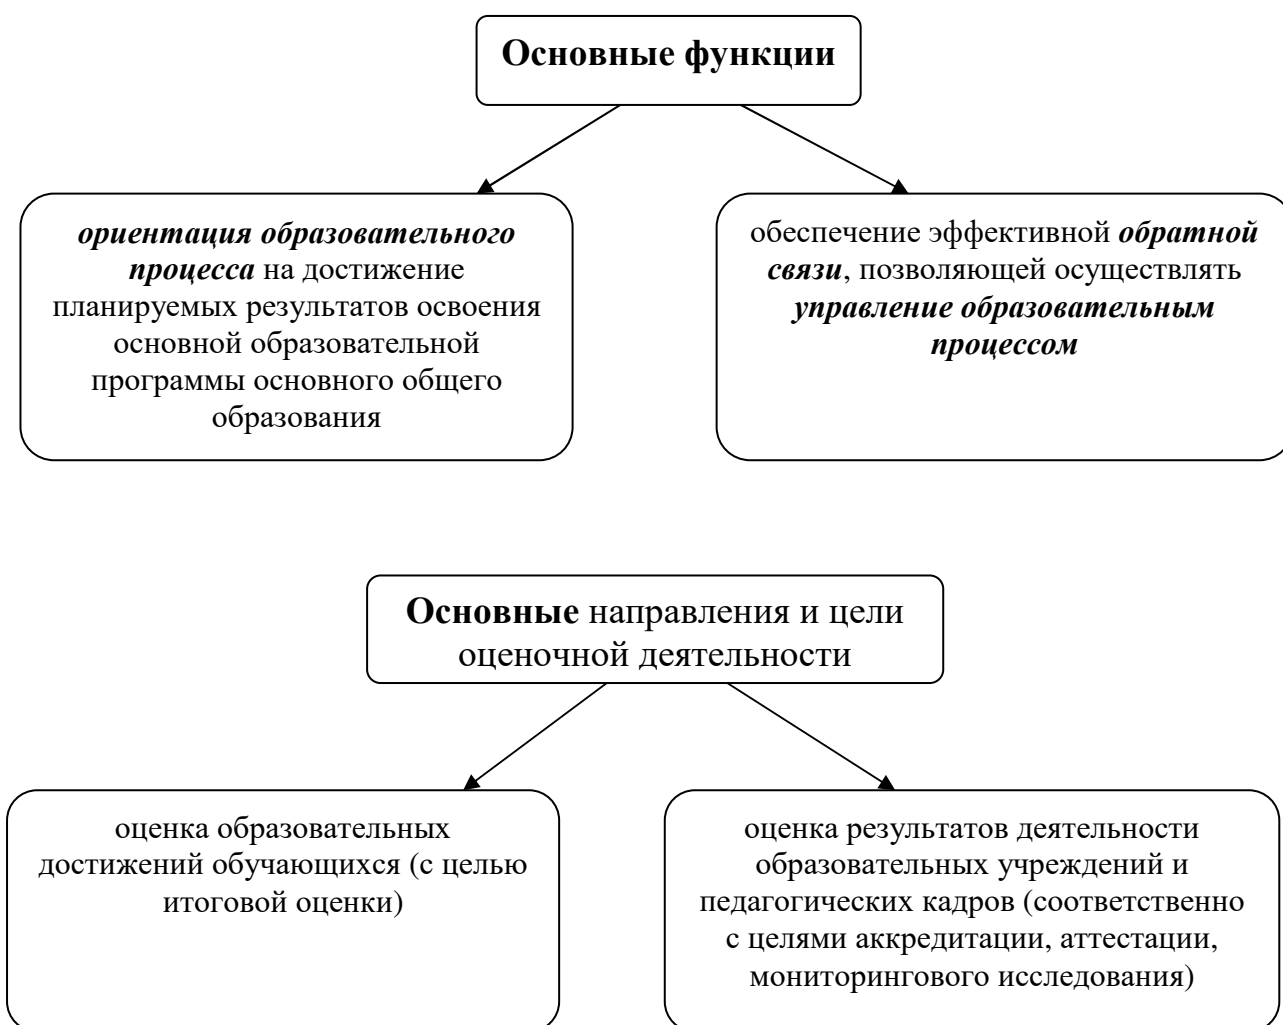 Основные функции
ориентация образовательного
процесса на достижение
планируемых результатов освоения
основной образовательной
программы основного общего
образования
обеспечение эффективной обратной
связи, позволяющей осуществлять
управление образовательным
процессом
Основные направления и цели
оценочной деятельности
оценка образовательных
достижений обучающихся (с целью
итоговой оценки)
оценка результатов деятельности
образовательных учреждений и
педагогических кадров (соответственно
с целями аккредитации, аттестации,
мониторингового исследования)